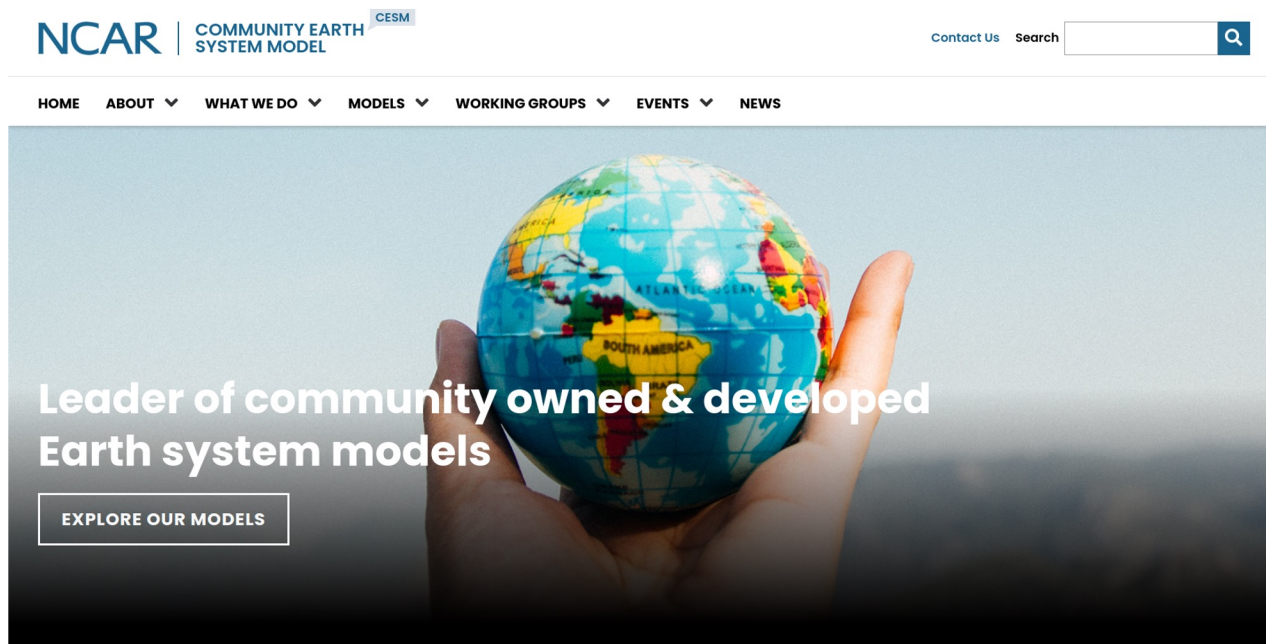 CESM
NCAR
COMMUNITY EARTH
SYSTEM MODEL
Contact Us
Search
HOME
ABOUT
WHAT WE DO
MODELS
WORKING GROUPS
EVENTS
NEWS
ATLANTIC OCEAN
SOUTH AMERICA
PERU
Leader of community owned & developed
Earth system models
EXPLORE OUR MODELS